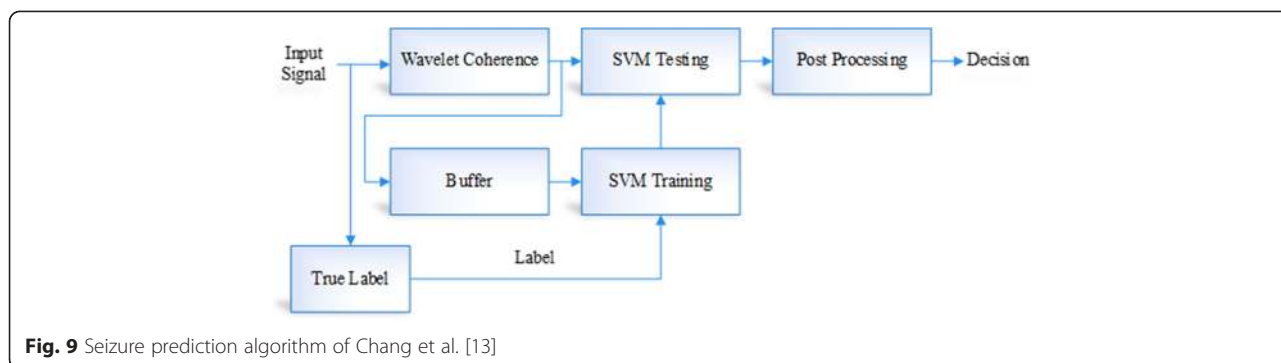 Input
Signal
Wavelet Coherence
SVM Testing
Post Processing
Decision
Buffer
SVM Training
True Label
Label
Fig. 9 Seizure prediction algorithm of Chang et al. [13]